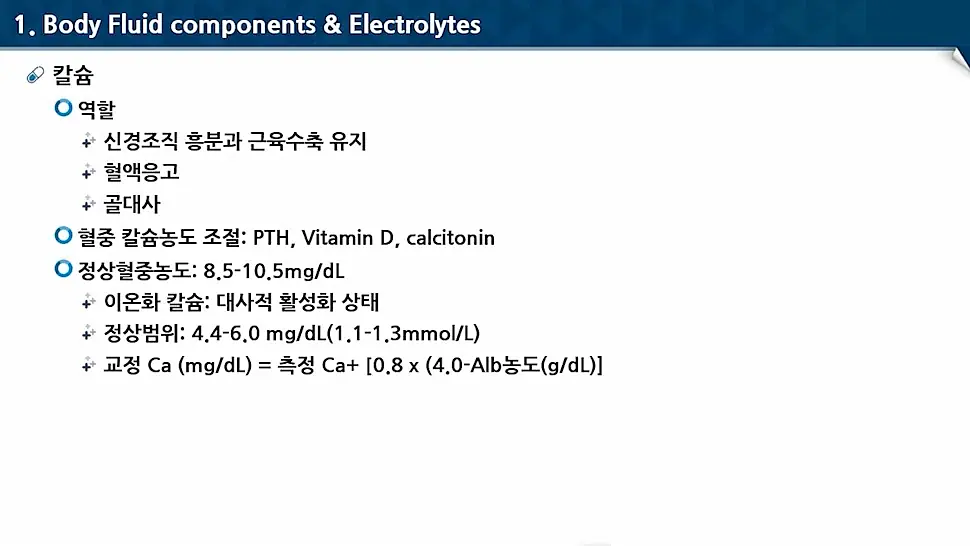 1. Body Fluid components & Electrolytes
칼슘
역할
신경조직 흥분과 근육수축 유지
혈액응고
골대사
혈중 칼슘농도 조절: PTH, Vitamin D, calcitonin
정상혈중농도: 8.5-10.5mg/dL
이온화 칼슘: 대사적 활성화 상태
정상범위: 4.4-6.0 mg/dL(1.1-1.3mmol/L)
교정 Ca (mg/dL) = 측정 Ca+ [0.8 x (4.0-Alb농도(g/dL)]